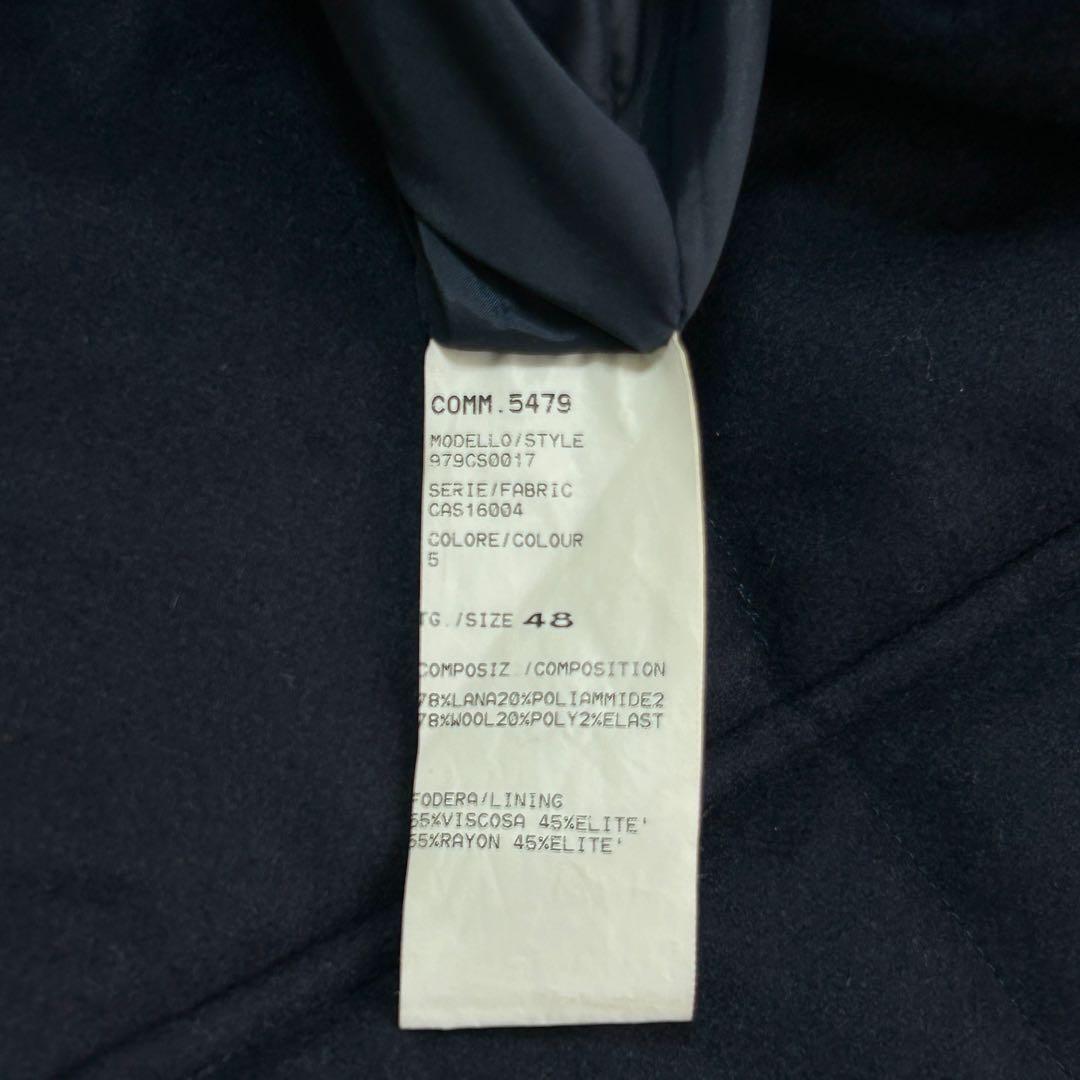 COMM.5479
MODELLO/STYLE
979CS0017
SERIE/FABRIC
CAS16004
COLORE/COLOUR
5
TG./SIZE 48
COMPOSIZ./COMPOSITION
78%LANA20%POLIAMMIDE2
78%WOOL20%POLY2%ELAST
FODERA/LINING
55%VISCOSA 45%ELITE'
55%RAYON 45%ELITE'